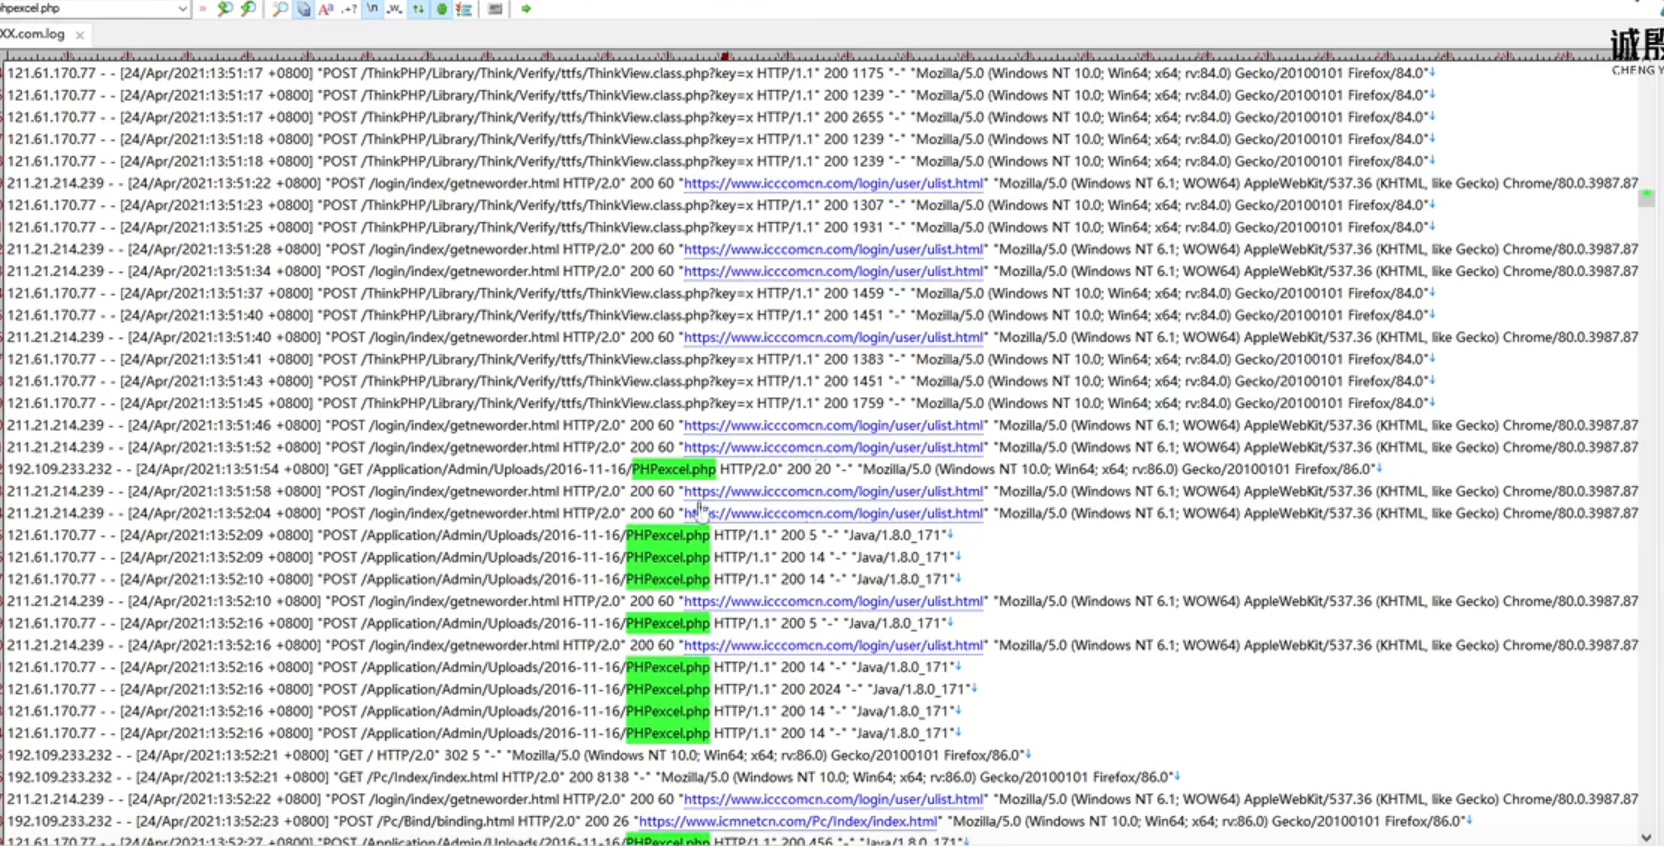 hpexcel.php
XX.com.log
诚殷
CHENG Y
121.61.170.77 - - [24/Apr/2021:13:51:17 +0800] "POST /ThinkPHP/Library/Think/Verify/ttfs/ThinkView.class.php?key=x HTTP/1.1" 200 1175 "-" "Mozilla/5.0 (Windows NT 10.0; Win64; x64; rv:84.0) Gecko/20100101 Firefox/84.0"↓
121.61.170.77 - - [24/Apr/2021:13:51:17 +0800] "POST /ThinkPHP/Library/Think/Verify/ttfs/ThinkView.class.php?key=x HTTP/1.1" 200 1239 "-" "Mozilla/5.0 (Windows NT 10.0; Win64; x64; rv:84.0) Gecko/20100101 Firefox/84.0"↓
121.61.170.77 - - [24/Apr/2021:13:51:17 +0800] "POST /ThinkPHP/Library/Think/Verify/ttfs/ThinkView.class.php?key=x HTTP/1.1" 200 2655 "-" "Mozilla/5.0 (Windows NT 10.0; Win64; x64; rv:84.0) Gecko/20100101 Firefox/84.0"↓
121.61.170.77 - - [24/Apr/2021:13:51:18 +0800] "POST /ThinkPHP/Library/Think/Verify/ttfs/ThinkView.class.php?key=x HTTP/1.1" 200 1239 "-" "Mozilla/5.0 (Windows NT 10.0; Win64; x64; rv:84.0) Gecko/20100101 Firefox/84.0"↓
121.61.170.77 - - [24/Apr/2021:13:51:18 +0800] "POST /ThinkPHP/Library/Think/Verify/ttfs/ThinkView.class.php?key=x HTTP/1.1" 200 1239 "-" "Mozilla/5.0 (Windows NT 10.0; Win64; x64; rv:84.0) Gecko/20100101 Firefox/84.0"↓
211.21.214.239 - - [24/Apr/2021:13:51:22 +0800] "POST /login/index/getneworder.html HTTP/2.0" 200 60 "https://www.icccomcn.com/login/user/ulist.html" "Mozilla/5.0 (Windows NT 6.1; WOW64) AppleWebKit/537.36 (KHTML, like Gecko) Chrome/80.0.3987.87
121.61.170.77 - - [24/Apr/2021:13:51:23 +0800] "POST /ThinkPHP/Library/Think/Verify/ttfs/ThinkView.class.php?key=x HTTP/1.1" 200 1307 "-" "Mozilla/5.0 (Windows NT 10.0; Win64; x64; rv:84.0) Gecko/20100101 Firefox/84.0"↓
121.61.170.77 - - [24/Apr/2021:13:51:25 +0800] "POST /ThinkPHP/Library/Think/Verify/ttfs/ThinkView.class.php?key=x HTTP/1.1" 200 1931 "-" "Mozilla/5.0 (Windows NT 10.0; Win64; x64; rv:84.0) Gecko/20100101 Firefox/84.0"↓
211.21.214.239 - - [24/Apr/2021:13:51:28 +0800] "POST /login/index/getneworder.html HTTP/2.0" 200 60 "https://www.icccomcn.com/login/user/ulist.html" "Mozilla/5.0 (Windows NT 6.1; WOW64) AppleWebKit/537.36 (KHTML, like Gecko) Chrome/80.0.3987.87
211.21.214.239 - - [24/Apr/2021:13:51:34 +0800] "POST /login/index/getneworder.html HTTP/2.0" 200 60 "https://www.icccomcn.com/login/user/ulist.html" "Mozilla/5.0 (Windows NT 6.1; WOW64) AppleWebKit/537.36 (KHTML, like Gecko) Chrome/80.0.3987.87
121.61.170.77 - - [24/Apr/2021:13:51:37 +0800] "POST /ThinkPHP/Library/Think/Verify/ttfs/ThinkView.class.php?key=x HTTP/1.1" 200 1459 "-" "Mozilla/5.0 (Windows NT 10.0; Win64; x64; rv:84.0) Gecko/20100101 Firefox/84.0"↓
121.61.170.77 - - [24/Apr/2021:13:51:40 +0800] "POST /ThinkPHP/Library/Think/Verify/ttfs/ThinkView.class.php?key=x HTTP/1.1" 200 1451 "-" "Mozilla/5.0 (Windows NT 10.0; Win64; x64; rv:84.0) Gecko/20100101 Firefox/84.0"↓
211.21.214.239 - - [24/Apr/2021:13:51:40 +0800] "POST /login/index/getneworder.html HTTP/2.0" 200 60 "https://www.icccomcn.com/login/user/ulist.html" "Mozilla/5.0 (Windows NT 6.1; WOW64) AppleWebKit/537.36 (KHTML, like Gecko) Chrome/80.0.3987.87
121.61.170.77 - - [24/Apr/2021:13:51:41 +0800] "POST /ThinkPHP/Library/Think/Verify/ttfs/ThinkView.class.php?key=x HTTP/1.1" 200 1383 "-" "Mozilla/5.0 (Windows NT 10.0; Win64; x64; rv:84.0) Gecko/20100101 Firefox/84.0"↓
121.61.170.77 - - [24/Apr/2021:13:51:43 +0800] "POST /ThinkPHP/Library/Think/Verify/ttfs/ThinkView.class.php?key=x HTTP/1.1" 200 1451 "-" "Mozilla/5.0 (Windows NT 10.0; Win64; x64; rv:84.0) Gecko/20100101 Firefox/84.0"↓
121.61.170.77 - - [24/Apr/2021:13:51:45 +0800] "POST /ThinkPHP/Library/Think/Verify/ttfs/ThinkView.class.php?key=x HTTP/1.1" 200 1759 "-" "Mozilla/5.0 (Windows NT 10.0; Win64; x64; rv:84.0) Gecko/20100101 Firefox/84.0"↓
211.21.214.239 - - [24/Apr/2021:13:51:46 +0800] "POST /login/index/getneworder.html HTTP/2.0" 200 60 "https://www.icccomcn.com/login/user/ulist.html" "Mozilla/5.0 (Windows NT 6.1; WOW64) AppleWebKit/537.36 (KHTML, like Gecko) Chrome/80.0.3987.87
211.21.214.239 - - [24/Apr/2021:13:51:52 +0800] "POST /login/index/getneworder.html HTTP/2.0" 200 60 "https://www.icccomcn.com/login/user/ulist.html" "Mozilla/5.0 (Windows NT 6.1; WOW64) AppleWebKit/537.36 (KHTML, like Gecko) Chrome/80.0.3987.87
192.109.233.232 - - [24/Apr/2021:13:51:54 +0800] "GET /Application/Admin/Uploads/2016-11-16/PHPexcel.php HTTP/2.0" 200 20 "-" "Mozilla/5.0 (Windows NT 10.0; Win64; x64; rv:86.0) Gecko/20100101 Firefox/86.0"↓
211.21.214.239 - - [24/Apr/2021:13:51:58 +0800] "POST /login/index/getneworder.html HTTP/2.0" 200 60 "https://www.icccomcn.com/login/user/ulist.html" "Mozilla/5.0 (Windows NT 6.1; WOW64) AppleWebKit/537.36 (KHTML, like Gecko) Chrome/80.0.3987.87
211.21.214.239 - - [24/Apr/2021:13:52:04 +0800] "POST /login/index/getneworder.html HTTP/2.0" 200 60 "https://www.icccomcn.com/login/user/ulist.html" "Mozilla/5.0 (Windows NT 6.1; WOW64) AppleWebKit/537.36 (KHTML, like Gecko) Chrome/80.0.3987.87
121.61.170.77 - - [24/Apr/2021:13:52:09 +0800] "POST /Application/Admin/Uploads/2016-11-16/PHPexcel.php HTTP/1.1" 200 5 "-" "Java/1.8.0_171"↓
121.61.170.77 - - [24/Apr/2021:13:52:09 +0800] "POST /Application/Admin/Uploads/2016-11-16/PHPexcel.php HTTP/1.1" 200 14 "-" "Java/1.8.0_171"↓
121.61.170.77 - - [24/Apr/2021:13:52:10 +0800] "POST /Application/Admin/Uploads/2016-11-16/PHPexcel.php HTTP/1.1" 200 14 "-" "Java/1.8.0_171"↓
211.21.214.239 - - [24/Apr/2021:13:52:10 +0800] "POST /login/index/getneworder.html HTTP/2.0" 200 60 "https://www.icccomcn.com/login/user/ulist.html" "Mozilla/5.0 (Windows NT 6.1; WOW64) AppleWebKit/537.36 (KHTML, like Gecko) Chrome/80.0.3987.87
121.61.170.77 - - [24/Apr/2021:13:52:16 +0800] "POST /Application/Admin/Uploads/2016-11-16/PHPexcel.php HTTP/1.1" 200 5 "-" "Java/1.8.0_171"↓
211.21.214.239 - - [24/Apr/2021:13:52:16 +0800] "POST /login/index/getneworder.html HTTP/2.0" 200 60 "https://www.icccomcn.com/login/user/ulist.html" "Mozilla/5.0 (Windows NT 6.1; WOW64) AppleWebKit/537.36 (KHTML, like Gecko) Chrome/80.0.3987.87
121.61.170.77 - - [24/Apr/2021:13:52:16 +0800] "POST /Application/Admin/Uploads/2016-11-16/PHPexcel.php HTTP/1.1" 200 14 "-" "Java/1.8.0_171"↓
121.61.170.77 - - [24/Apr/2021:13:52:16 +0800] "POST /Application/Admin/Uploads/2016-11-16/PHPexcel.php HTTP/1.1" 200 2024 "-" "Java/1.8.0_171"↓
121.61.170.77 - - [24/Apr/2021:13:52:16 +0800] "POST /Application/Admin/Uploads/2016-11-16/PHPexcel.php HTTP/1.1" 200 14 "-" "Java/1.8.0_171"↓
121.61.170.77 - - [24/Apr/2021:13:52:16 +0800] "POST /Application/Admin/Uploads/2016-11-16/PHPexcel.php HTTP/1.1" 200 14 "-" "Java/1.8.0_171"↓
192.109.233.232 - - [24/Apr/2021:13:52:21 +0800] "GET / HTTP/2.0" 302 5 "-" "Mozilla/5.0 (Windows NT 10.0; Win64; x64; rv:86.0) Gecko/20100101 Firefox/86.0"↓
192.109.233.232 - - [24/Apr/2021:13:52:21 +0800] "GET /Pc/Index/index.html HTTP/2.0" 200 8138 "-" "Mozilla/5.0 (Windows NT 10.0; Win64; x64; rv:86.0) Gecko/20100101 Firefox/86.0"↓
211.21.214.239 - - [24/Apr/2021:13:52:22 +0800] "POST /login/index/getneworder.html HTTP/2.0" 200 60 "https://www.icccomcn.com/login/user/ulist.html" "Mozilla/5.0 (Windows NT 6.1; WOW64) AppleWebKit/537.36 (KHTML, like Gecko) Chrome/80.0.3987.87
192.109.233.232 - - [24/Apr/2021:13:52:23 +0800] "POST /Pc/Bind/binding.html HTTP/2.0" 200 26 "https://www.icmnetcn.com/Pc/Index/index.html" "Mozilla/5.0 (Windows NT 10.0; Win64; x64; rv:86.0) Gecko/20100101 Firefox/86.0"↓
121.61.170.77 - - [24/Apr/2021:13:52:27 +0800] "POST /Application/Admin/Uploads/2016-11-16/PHPexcel.php HTTP/1.1" 200 456 "-" "Java/1.8.0_171"↓